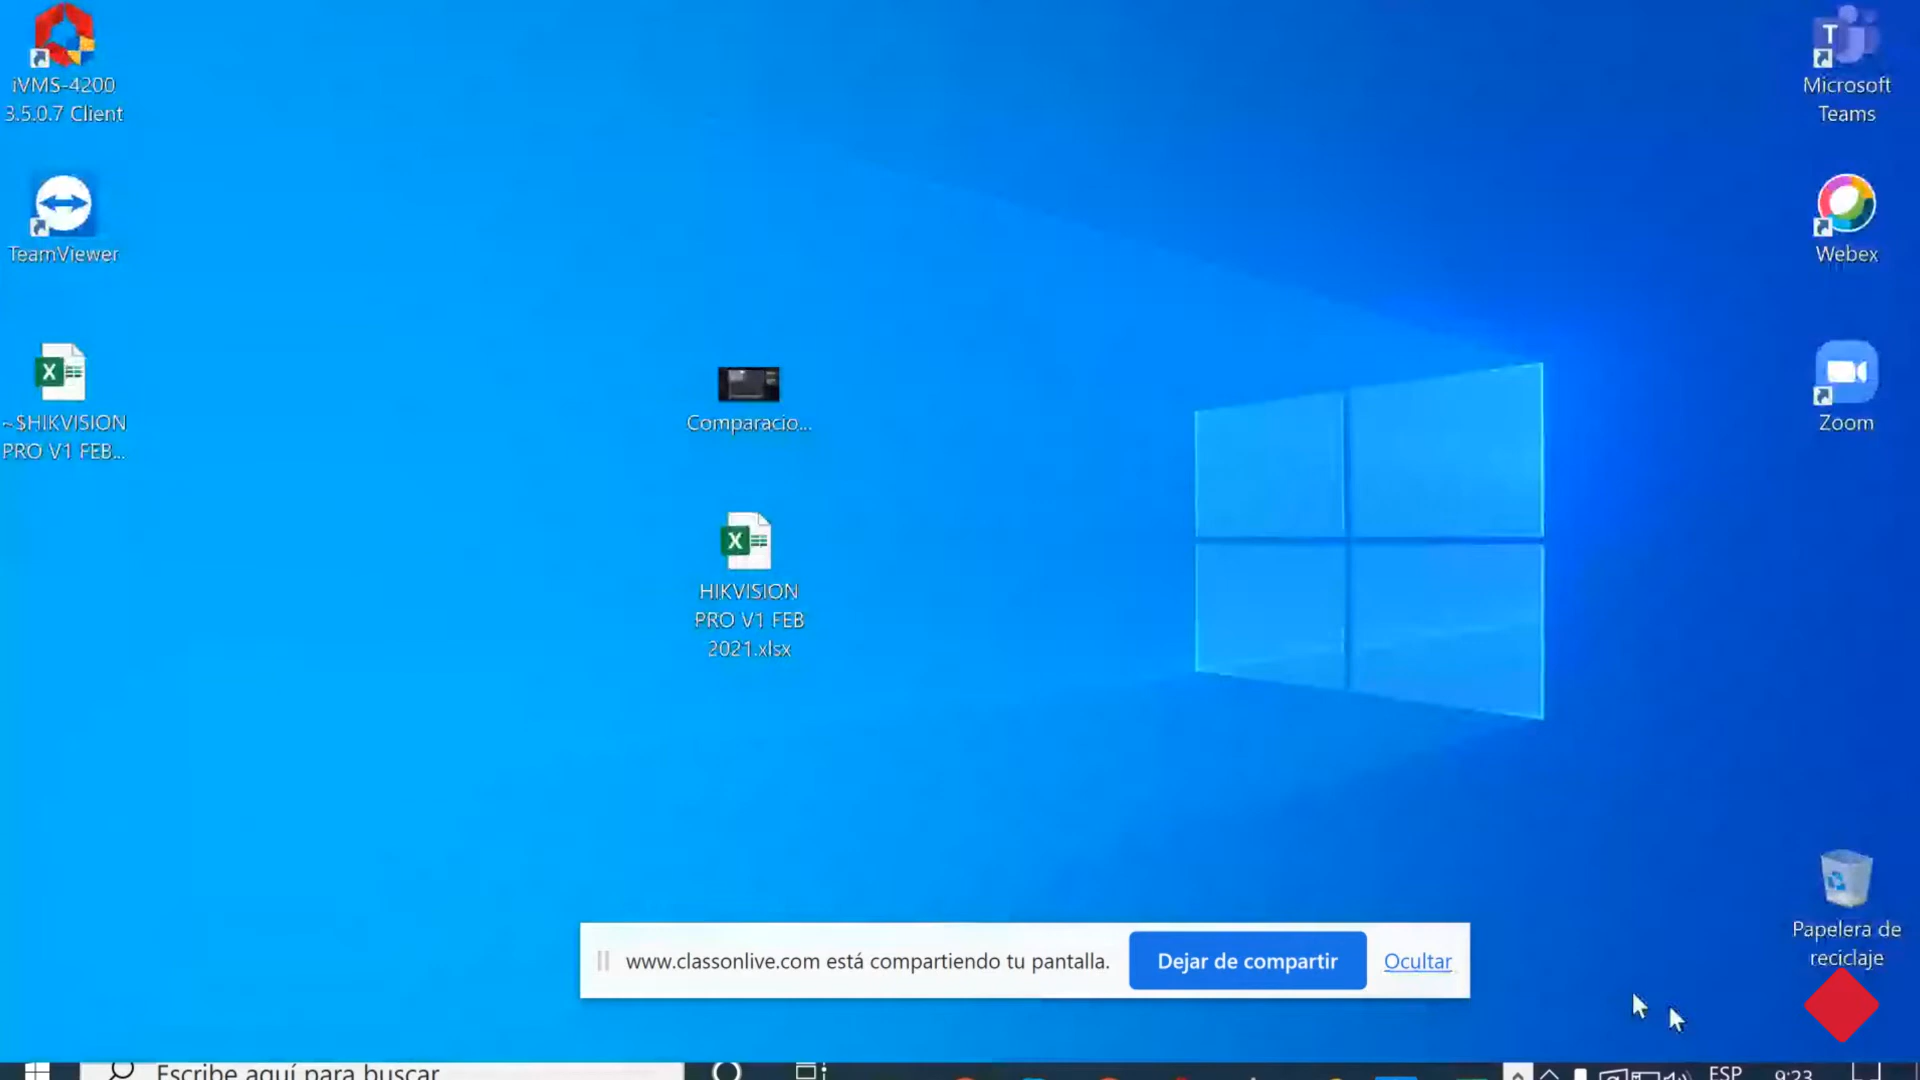 iVMS-4200
3.5.0.7 Client
TeamViewer
~$HIKVISION
PRO V1 FEB...
Comparacio...
HIKVISION
PRO V1 FEB
2021.xlsx
T
Microsoft
Teams
Webex
Zoom
Papelera de
reciclaje
www.classonlive.com está compartiendo tu pantalla.
Dejar de compartir
Ocultar
Escribe aquí para buscar
ESP
9:23